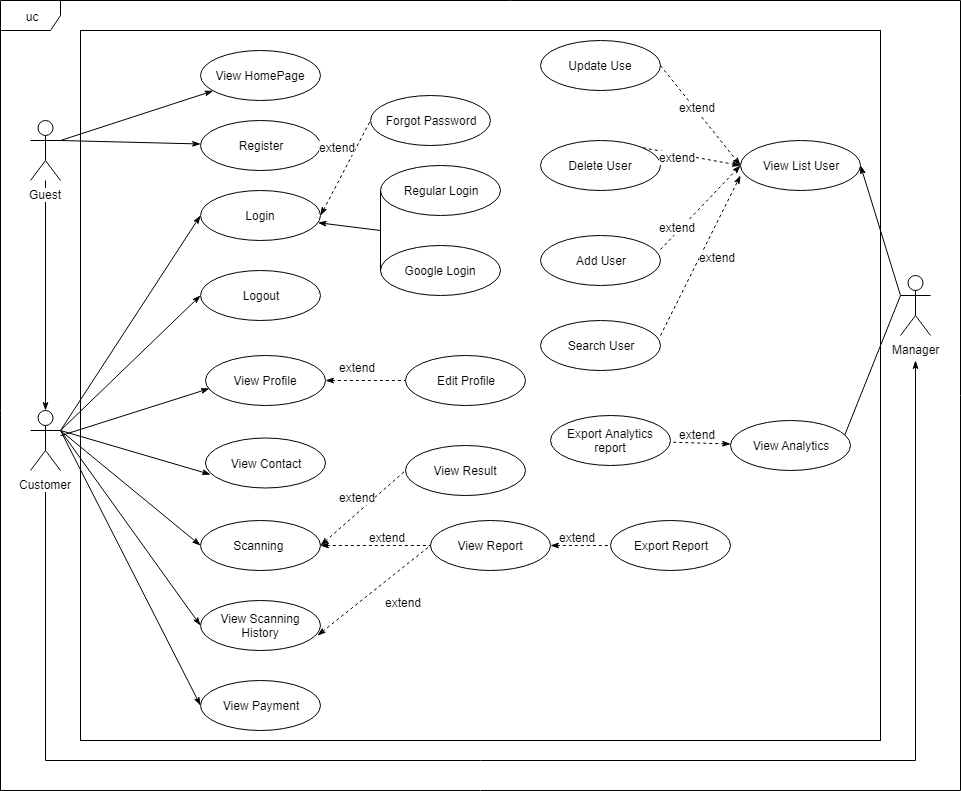 uc
View HomePage
Update Use
Forgot Password
extend
Register
extend
Guest
Delete User
extend
View List User
Regular Login
Login
extend
Google Login
Add User
extend
Logout
Search User
Manager
View Profile
extend
Edit Profile
Export Analytics
report
extend
View Analytics
View Contact
View Result
Customer
extend
Scanning
extend
View Report
extend
Export Report
extend
View Scanning
History
View Payment